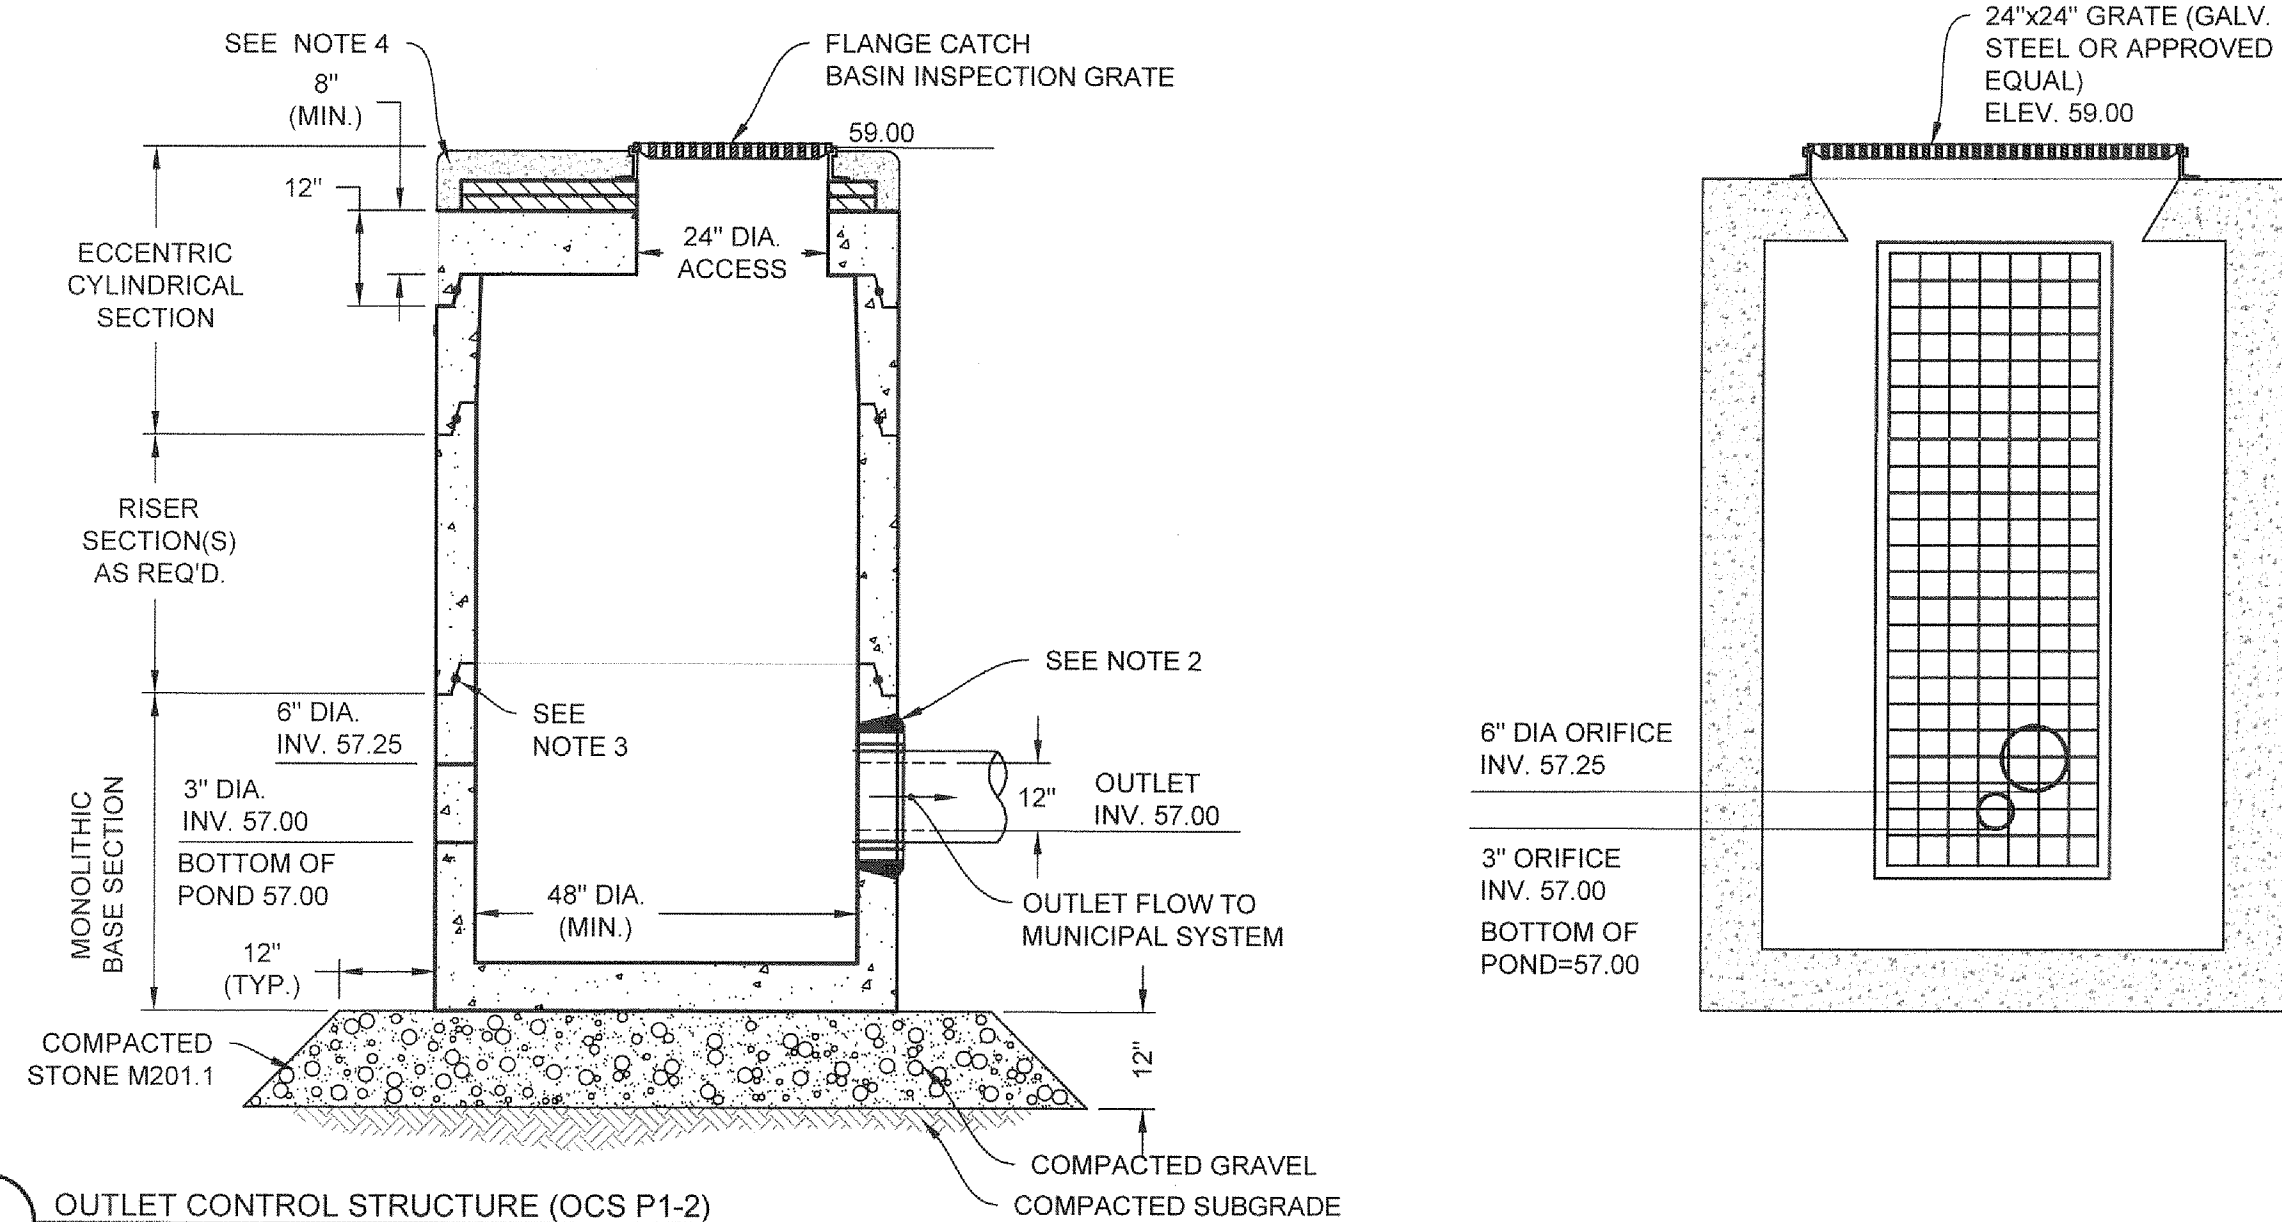 SEE NOTE 4
8"
(MIN.)
12"
FLANGE CATCH
BASIN INSPECTION GRATE
59.00
24" DIA.
ACCESS
ECCENTRIC
CYLINDRICAL
SECTION
RISER
SECTION(S)
AS REQ'D.
SEE NOTE 2
6" DIA.
INV. 57.25
SEE
NOTE 3
3" DIA.
INV. 57.00
BOTTOM OF
POND 57.00
MONOLITHIC
BASE SECTION
12"
OUTLET
INV. 57.00
48" DIA.
(MIN.)
OUTLET FLOW TO
MUNICIPAL SYSTEM
12"
(TYP.)
COMPACTED
STONE M201.1
12"
COMPACTED GRAVEL
COMPACTED SUBGRADE
OUTLET CONTROL STRUCTURE (OCS P1-2)
24"x24" GRATE (GALV.
STEEL OR APPROVED
EQUAL)
ELEV. 59.00
6" DIA ORIFICE
INV. 57.25
3" ORIFICE
INV. 57.00
BOTTOM OF
POND=57.00